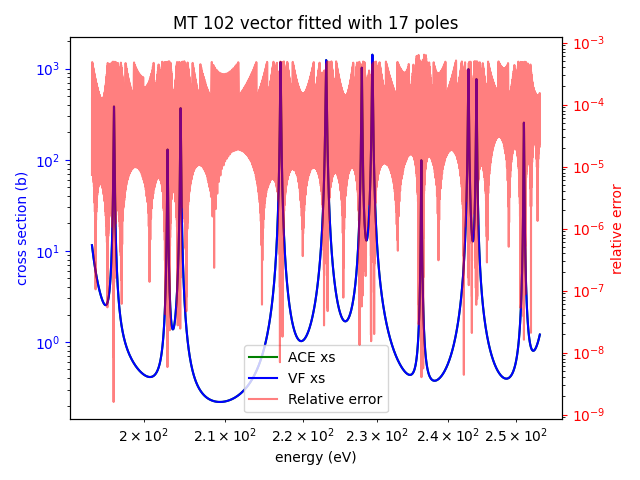 MT 102 vector fitted with 17 poles
10³
10²
10¹
10⁰
cross section (b)
10⁻³
10⁻⁴
10⁻⁵
10⁻⁶
10⁻⁷
10⁻⁸
10⁻⁹
relative error
ACE xs
VF xs
Relative error
2 × 10² 2.1 × 10² 2.2 × 10² 2.3 × 10² 2.4 × 10² 2.5 × 10²
energy (eV)